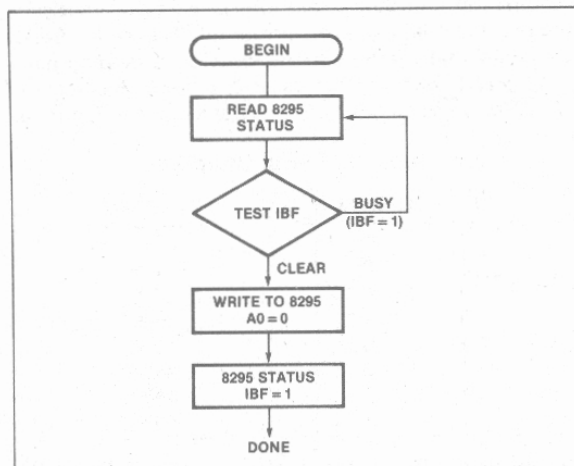 BEGIN
READ 8295
STATUS
TEST IBF
BUSY
(IBF = 1)
CLEAR
WRITE TO 8295
A0 = 0
8295 STATUS
IBF = 1
DONE